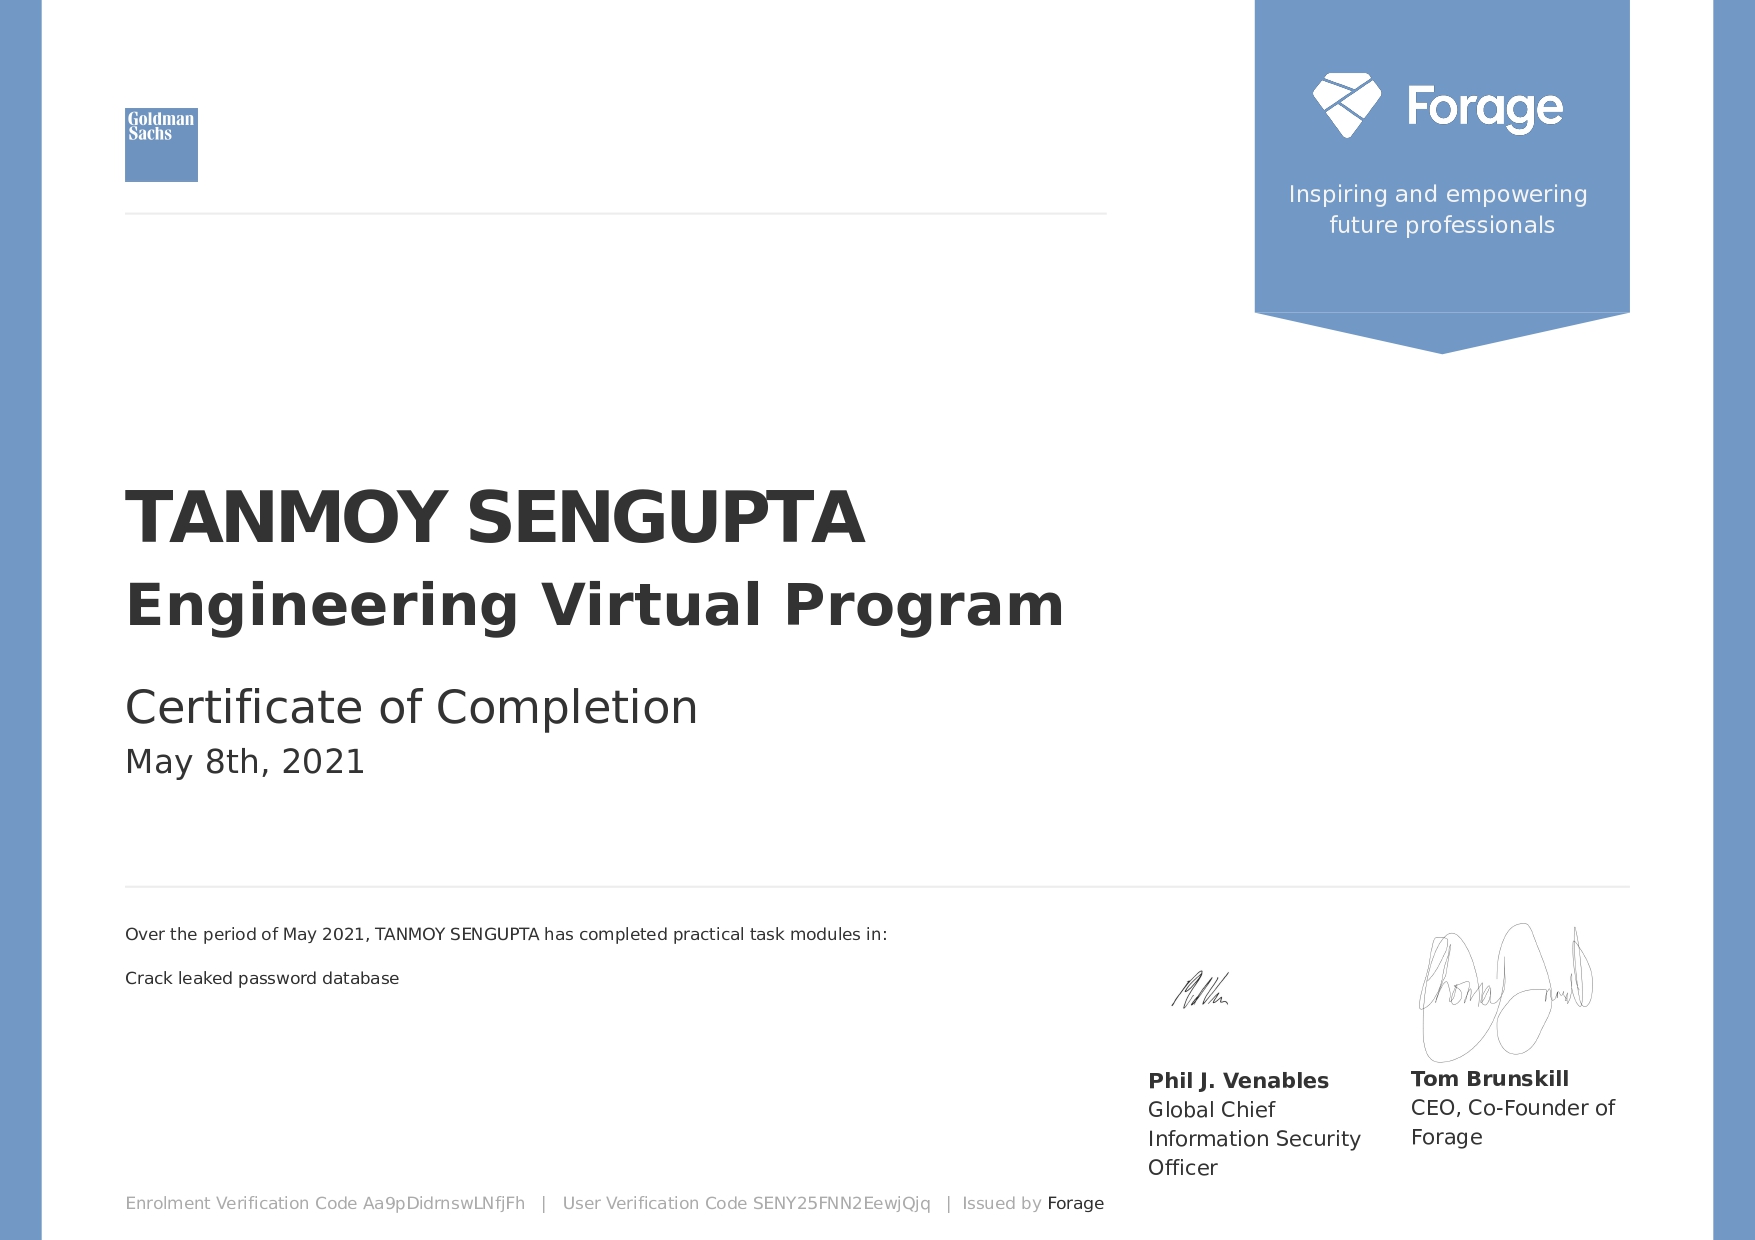 Goldman
Sachs
Forage
Inspiring and empowering
future professionals
TANMOY SENGUPTA
Engineering Virtual Program
Certificate of Completion
May 8th, 2021
Over the period of May 2021, TANMOY SENGUPTA has completed practical task modules in:
Crack leaked password database
Phil J. Venables
Global Chief
Information Security
Officer
Tom Brunskill
CEO, Co-Founder of
Forage
Enrolment Verification Code Aa9pDidrnswLNfjFh | User Verification Code SENY25FNN2EewjQjq | Issued by Forage